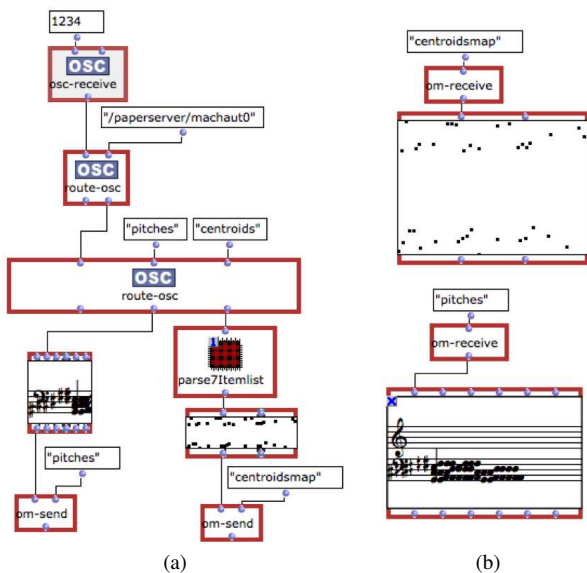 1234
OSC
osc-receive
"/paperserver/machaut0"
OSC
route-osc
"pitches"
"centroids"
OSC
route-osc
1
parse7Itemlist
"pitches"
om-send
"centroidsmap"
om-send
(a)
"centroidsmap"
om-receive
"pitches"
om-receive
x
(b)